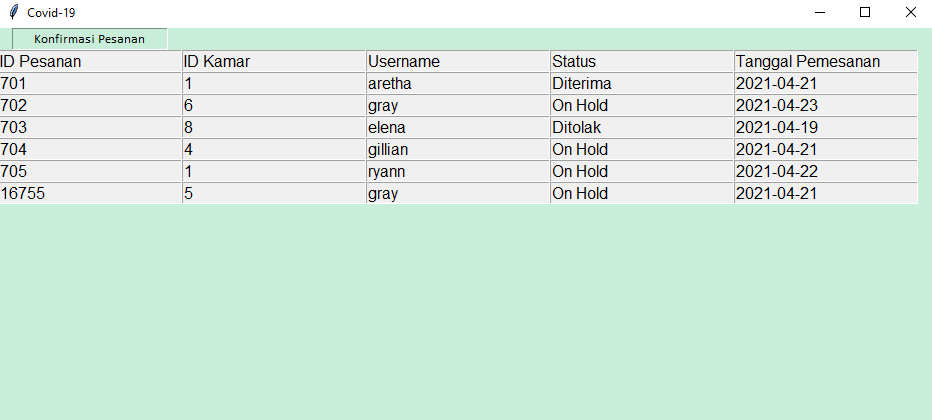 Covid-19
Konfirmasi Pesanan
ID Pesanan ID Kamar Username Status Tanggal Pemesanan
701 1 aretha Diterima 2021-04-21
702 6 gray On Hold 2021-04-23
703 8 elena Ditolak 2021-04-19
704 4 gillian On Hold 2021-04-21
705 1 ryann On Hold 2021-04-22
16755 5 gray On Hold 2021-04-21